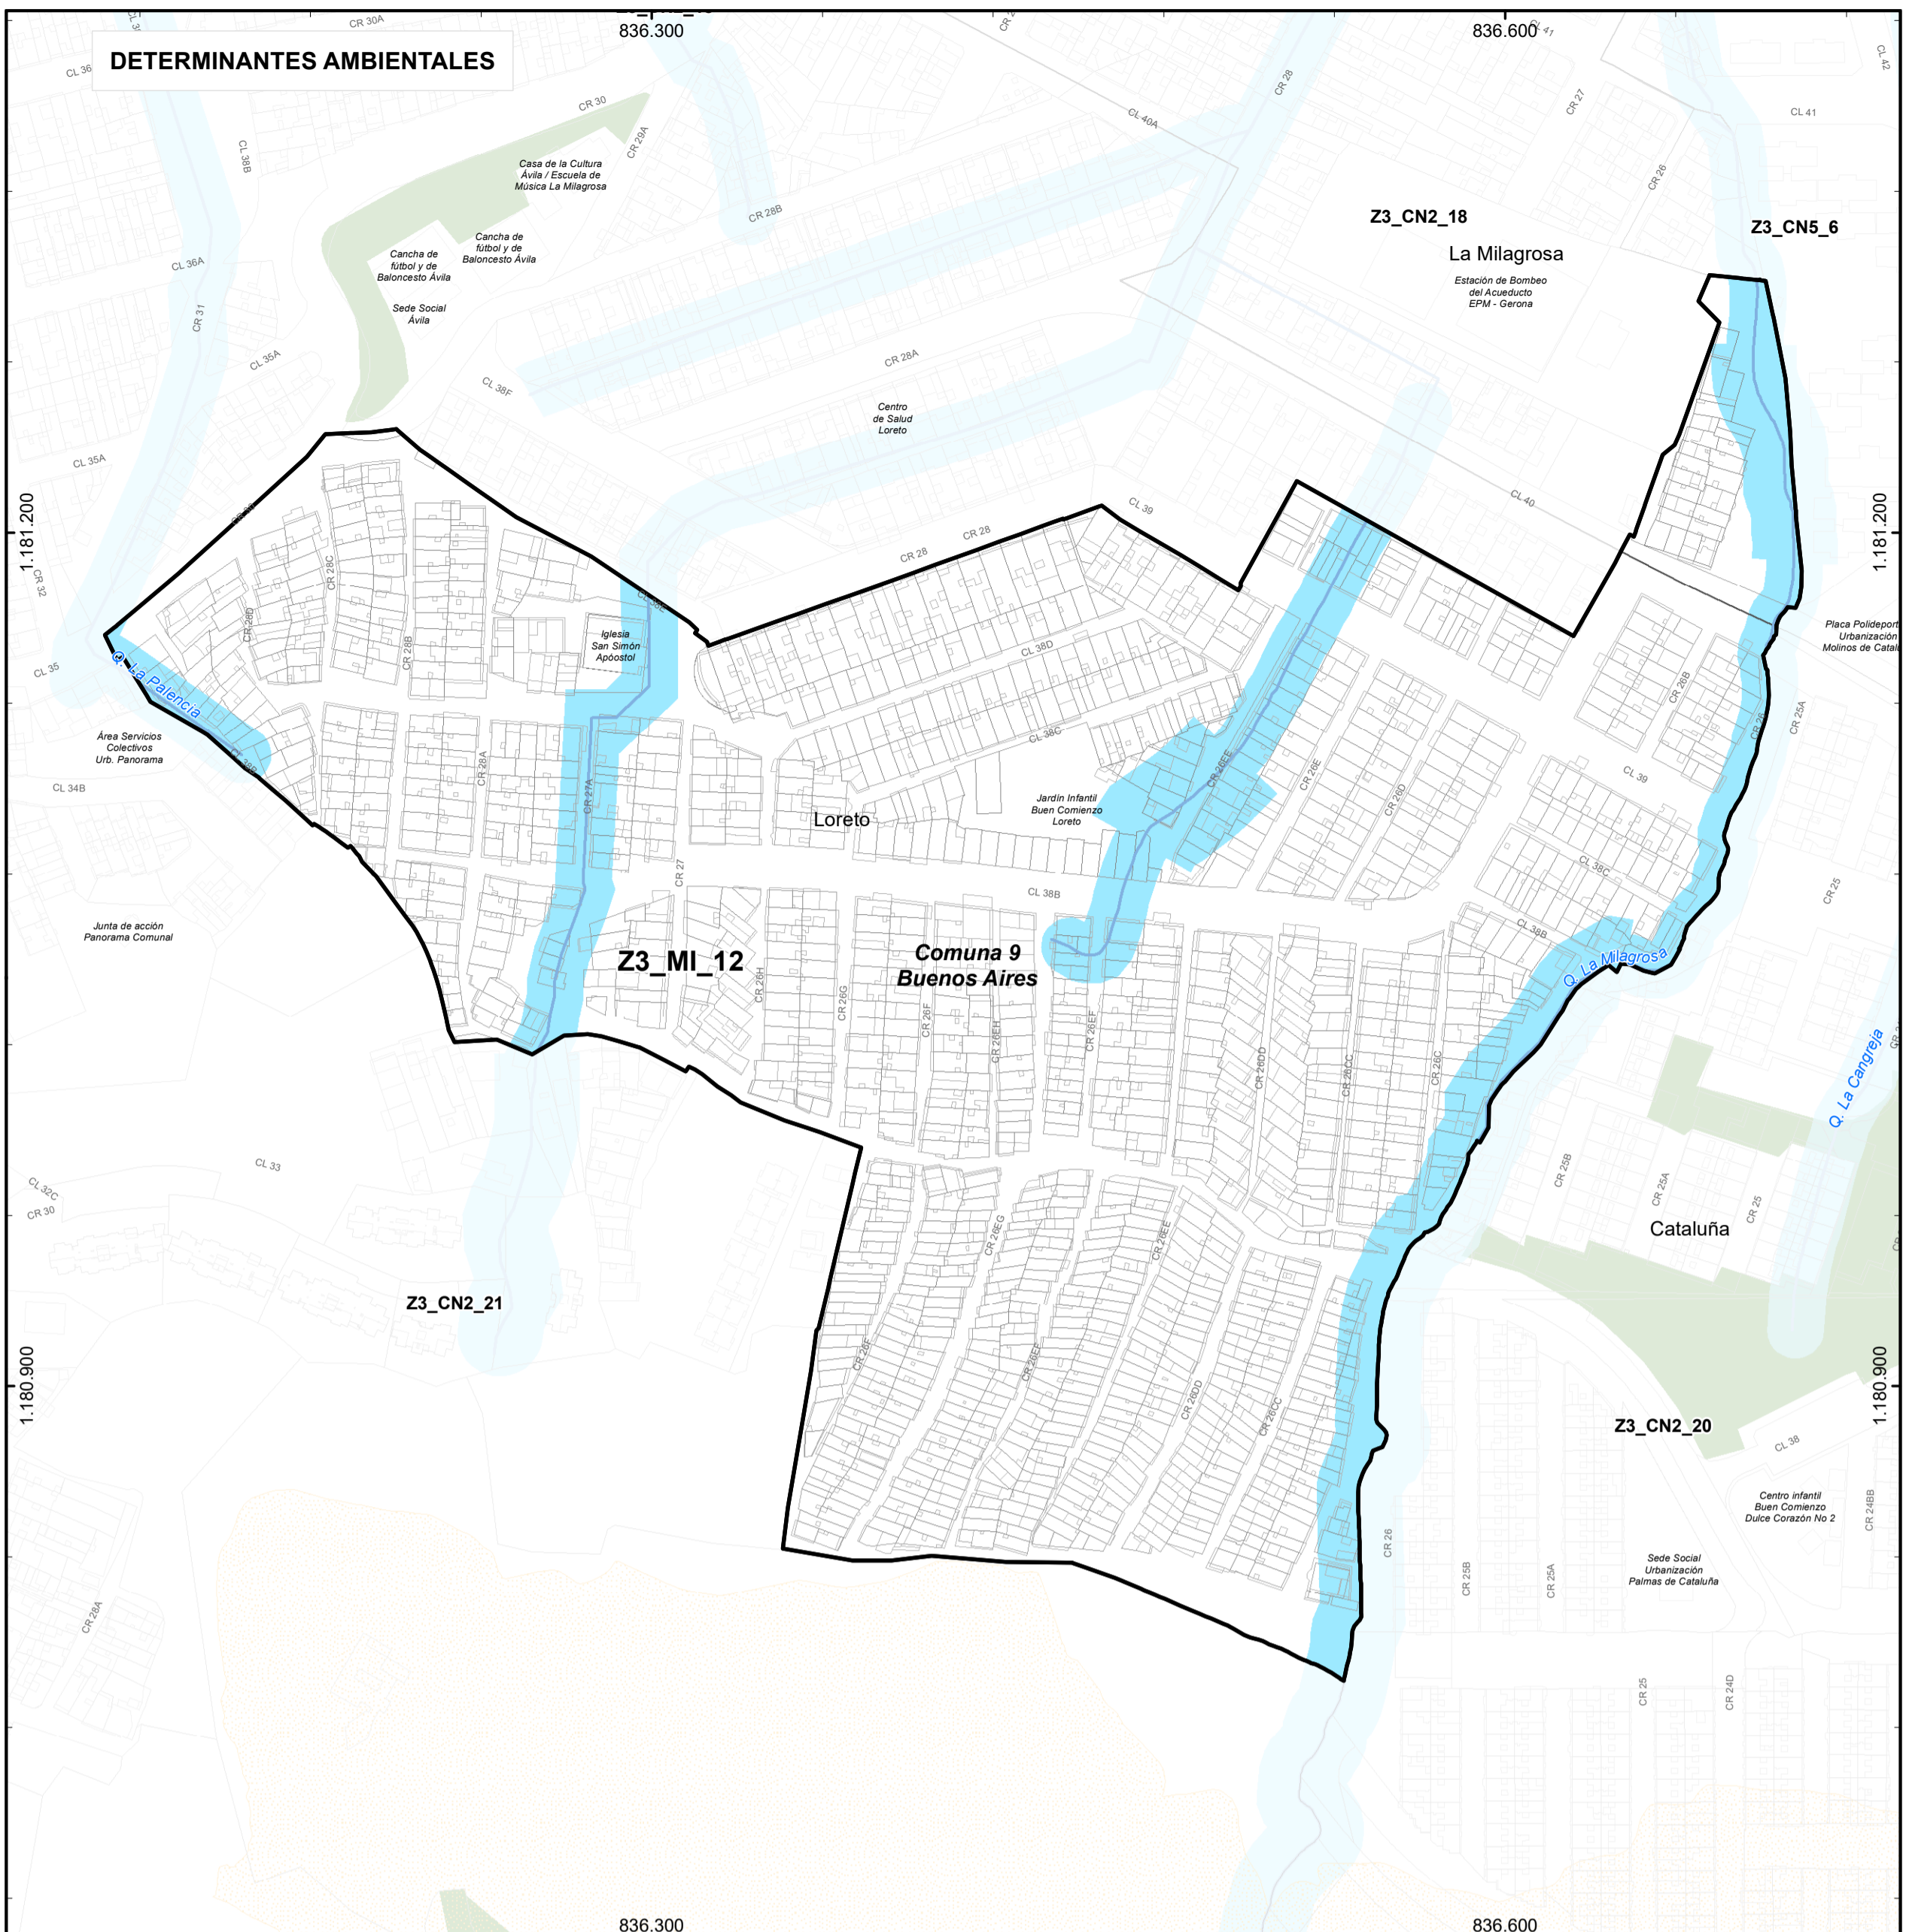 836.300
836.600
DETERMINANTES AMBIENTALES
CR 30A
CL 41
CL 42
CR 28
CR 27
CL 41
CR 30
CL 40A
CR 29A
CL 38B
Casa de la Cultura
Ávila / Escuela de
Música La Milagrosa
CR 26
CR 28B
Z3_CN2_18
Z3_CN5_6
La Milagrosa
Cancha de
fútbol y de
Baloncesto Ávila
Cancha de
fútbol y de
Baloncesto Ávila
CL 36A
Estación de Bombeo
del Acueducto
EPM - Gerona
Sede Social
Ávila
CR 31
CL 35A
CR 28A
CL 38F
Centro
de Salud
Loreto
CL 35A
CL 40
CL 39
1.181.200
1.181.200
CR 28
CR 28
CR 32
CR 28C
CR 28D
CR 28B
Iglesia
San Simón
Apóostol
CL 38D
Placa Polideport
Urbanización
Molinos de Catalu
CL 35
Q. La Palencia
CR 26B
CR 26
CR 25A
Área Servicios
Colectivos
Urb. Panorama
CL 38B
CL 38C
CR 28A
CR 27A
CR 26EE
CR 26E
CR 26D
CL 39
CL 34B
Jardín Infantil
Buen Comienzo
Loreto
Loreto
CR 27
CL 38B
CL 38C
CR 25
Junta de acción
Panorama Comunal
CL 38B
Z3_MI_12
Comuna 9
Buenos Aires
Q. La Milagrosa
CR 26H
CR 26G
CR 26F
CR 26EH
CR 26EF
CR 26DD
CR 26CC
CR 26C
Q. La Cangreja
CL 33
CL 32C
CR 30
CR 25B
CR 25A
CR 25
Cataluña
CR 26EG
CR 26EE
Z3_CN2_21
CR 26F
CR 26EF
CR 26DD
CR 26CC
1.180.900
1.180.900
Z3_CN2_20
CL 38
Centro infantil
Buen Comienzo
Dulce Corazón No 2
CR 24BB
CR 26
CR 25B
CR 25A
Sede Social
Urbanización
Palmas de Cataluña
CR 28A
CR 25
CR 24D
836.300
836.600